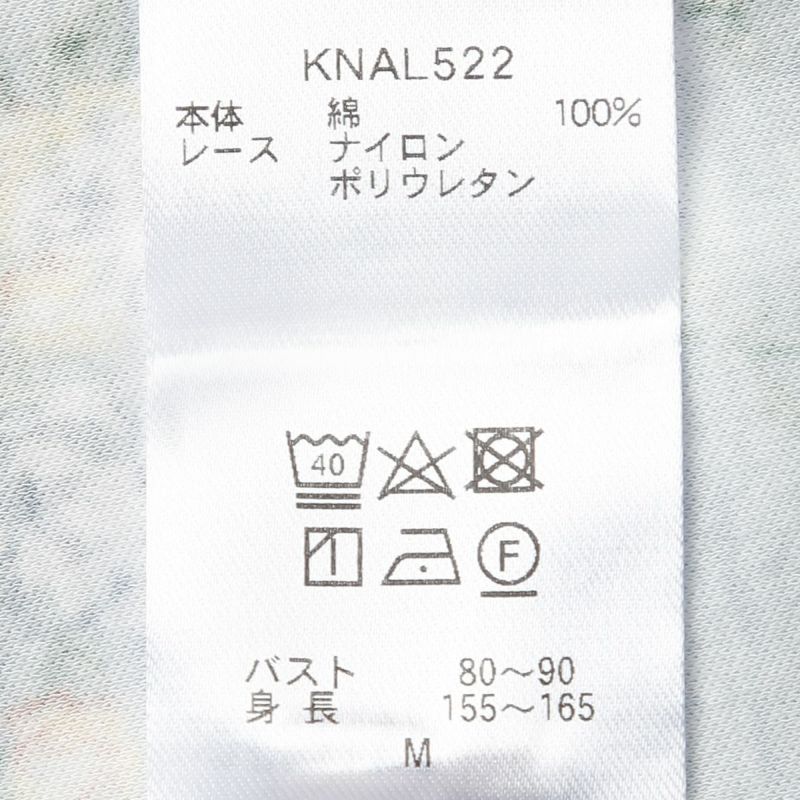 KNAL522
本体 綿 100%
レース ナイロン
ポリウレタン
40
F
バスト 80〜90
身長 155〜165
M